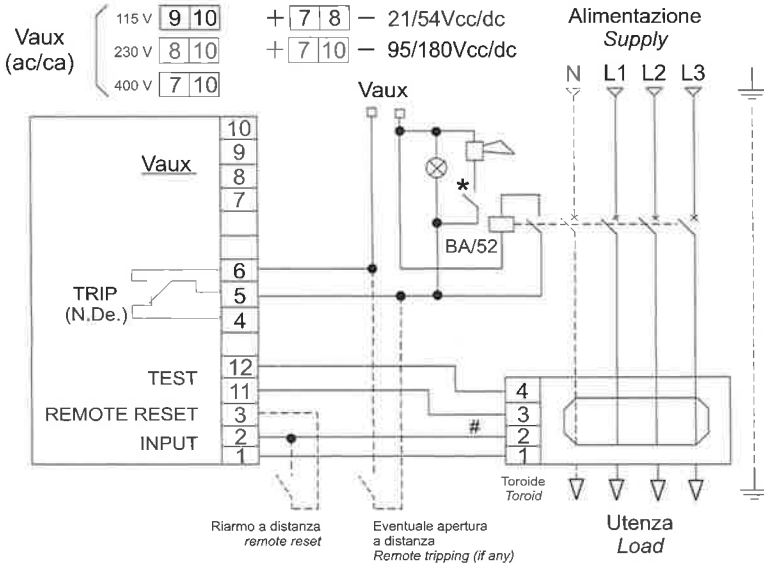 Vaux
(ac/ca)
115 V 9 10
230 V 8 10
400 V 7 10
+ 7 8 − 21/54Vcc/dc
+ 7 10 − 95/180Vcc/dc
Alimentazione
Supply
N L1 L2 L3
Vaux
10
9
8
7
Vaux
6
5
4
TRIP
(N.De.)
*
BA/52
12
11
3
2
1
TEST
REMOTE RESET
INPUT
#
4
3
2
1
Toroide
Toroid
Riarmo a distanza
remote reset
Eventuale apertura
a distanza
Remote tripping (if any)
Utenza
Load